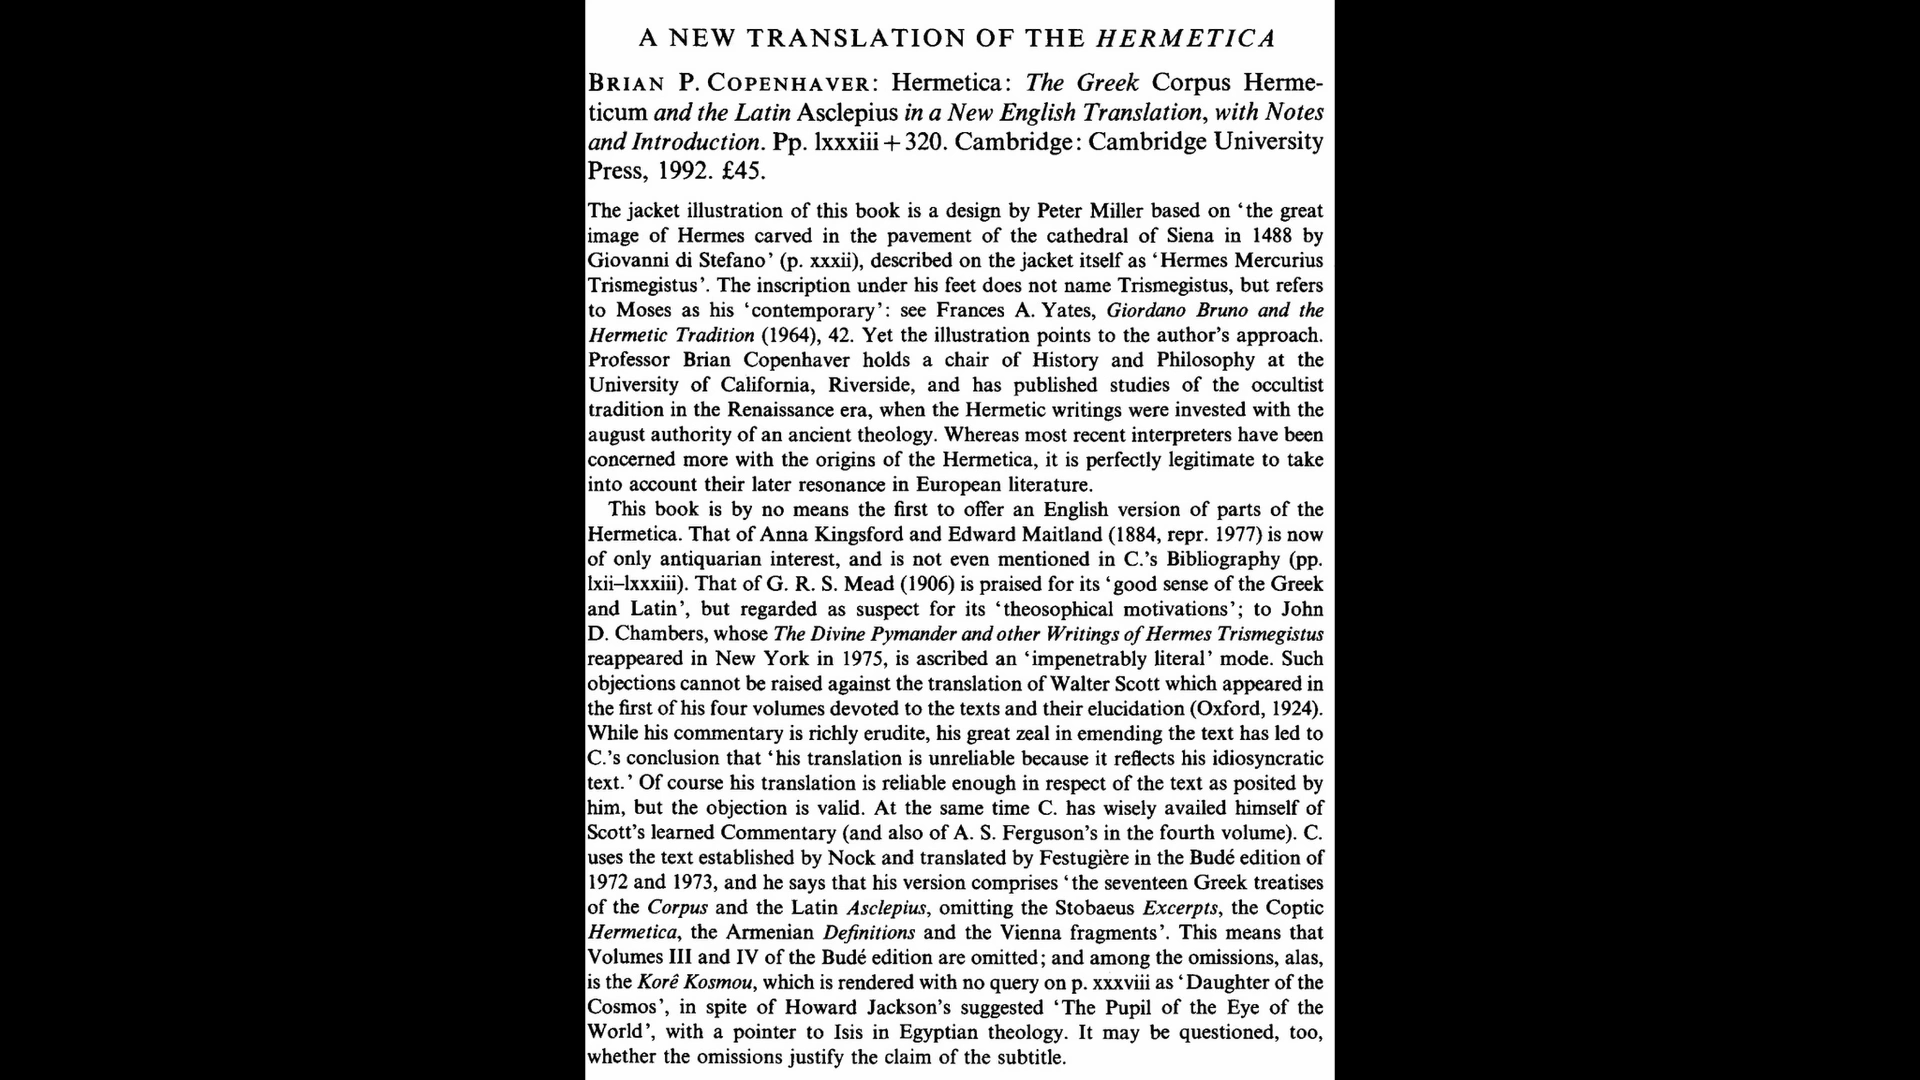 A NEW TRANSLATION OF THE HERMETICA
BRIAN P. COPENHAVER: Hermetica: The Greek Corpus Herme-
ticum and the Latin Asclepius in a New English Translation, with Notes
and Introduction. Pp. lxxxiii + 320. Cambridge: Cambridge University
Press, 1992. £45.
The jacket illustration of this book is a design by Peter Miller based on ‘the great
image of Hermes carved in the pavement of the cathedral of Siena in 1488 by
Giovanni di Stefano’ (p. xxxii), described on the jacket itself as ‘Hermes Mercurius
Trismegistus’. The inscription under his feet does not name Trismegistus, but refers
to Moses as his ‘contemporary’: see Frances A. Yates, Giordano Bruno and the
Hermetic Tradition (1964), 42. Yet the illustration points to the author’s approach.
Professor Brian Copenhaver holds a chair of History and Philosophy at the
University of California, Riverside, and has published studies of the occultist
tradition in the Renaissance era, when the Hermetic writings were invested with the
august authority of an ancient theology. Whereas most recent interpreters have been
concerned more with the origins of the Hermetica, it is perfectly legitimate to take
into account their later resonance in European literature.
This book is by no means the first to offer an English version of parts of the
Hermetica. That of Anna Kingsford and Edward Maitland (1884, repr. 1977) is now
of only antiquarian interest, and is not even mentioned in C.’s Bibliography (pp.
lxii–lxxxiii). That of G. R. S. Mead (1906) is praised for its ‘good sense of the Greek
and Latin’, but regarded as suspect for its ‘theosophical motivations’; to John
D. Chambers, whose The Divine Pymander and other Writings of Hermes Trismegistus
reappeared in New York in 1975, is ascribed an ‘impenetrably literal’ mode. Such
objections cannot be raised against the translation of Walter Scott which appeared in
the first of his four volumes devoted to the texts and their elucidation (Oxford, 1924).
While his commentary is richly erudite, his great zeal in emending the text has led to
C.’s conclusion that ‘his translation is unreliable because it reflects his idiosyncratic
text.’ Of course his translation is reliable enough in respect of the text as posited by
him, but the objection is valid. At the same time C. has wisely availed himself of
Scott’s learned Commentary (and also of A. S. Ferguson’s in the fourth volume). C.
uses the text established by Nock and translated by Festugière in the Budé edition of
1972 and 1973, and he says that his version comprises ‘the seventeen Greek treatises
of the Corpus and the Latin Asclepius, omitting the Stobaeus Excerpts, the Coptic
Hermetica, the Armenian Definitions and the Vienna fragments’. This means that
Volumes III and IV of the Budé edition are omitted; and among the omissions, alas,
is the Korê Kosmou, which is rendered with no query on p. xxxviii as ‘Daughter of the
Cosmos’, in spite of Howard Jackson’s suggested ‘The Pupil of the Eye of the
World’, with a pointer to Isis in Egyptian theology. It may be questioned, too,
whether the omissions justify the claim of the subtitle.